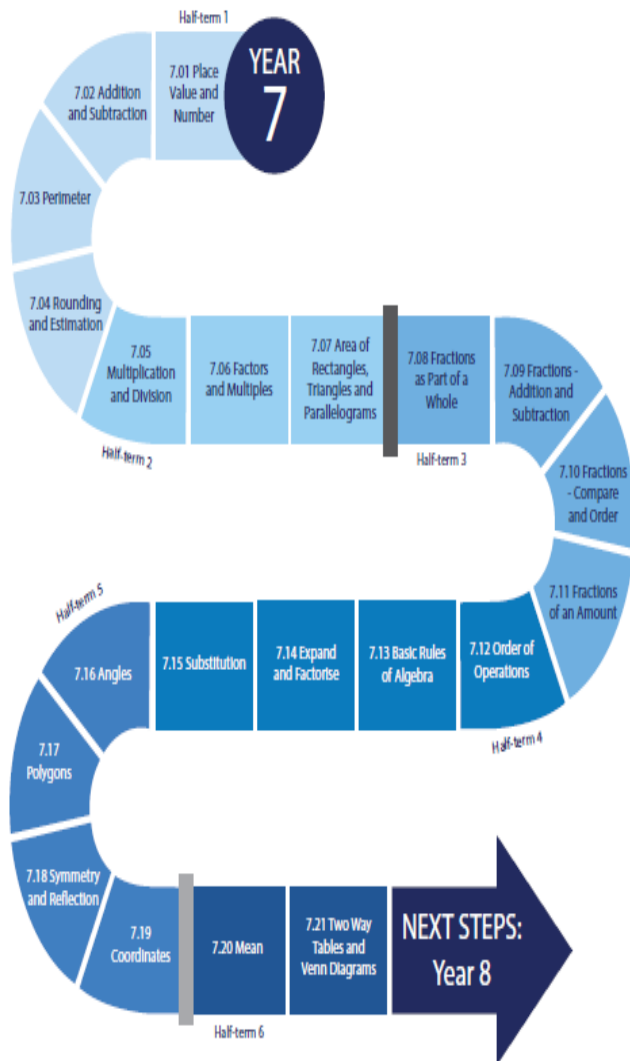 Half-term 1
YEAR
7
7.01 Place
Value and
Number
7.02 Addition
and Subtraction
7.03 Perimeter
7.04 Rounding
and Estimation
7.05
Multiplication
and Division
Half-term 2
7.06 Factors
and Multiples
7.07 Area of
Rectangles,
Triangles and
Parallelograms
7.08 Fractions
as Part of a
Whole
Half-term 3
7.09 Fractions -
Addition and
Subtraction
7.10 Fractions
- Compare
and Order
7.11 Fractions
of an Amount
7.12 Order of
Operations
Half-term 4
7.13 Basic Rules
of Algebra
7.14 Expand
and Factorise
7.15 Substitution
Half-term 5
7.16 Angles
7.17
Polygons
7.18 Symmetry
and Reflection
7.19
Coordinates
7.20 Mean
Half-term 6
7.21 Two Way
Tables and
Venn Diagrams
NEXT STEPS:
Year 8